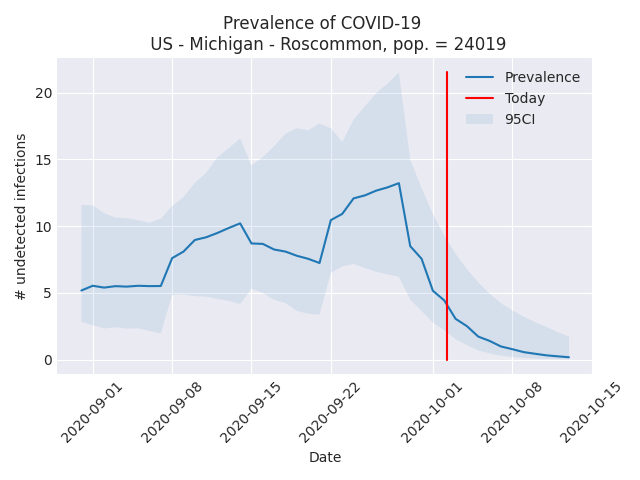 Prevalence of COVID-19
US - Michigan - Roscommon, pop. = 24019
# undetected infections
20
15
10
5
0
Prevalence
Today
95CI
2020-09-01
2020-09-08
2020-09-15
2020-09-22
2020-10-01
2020-10-08
2020-10-15
Date